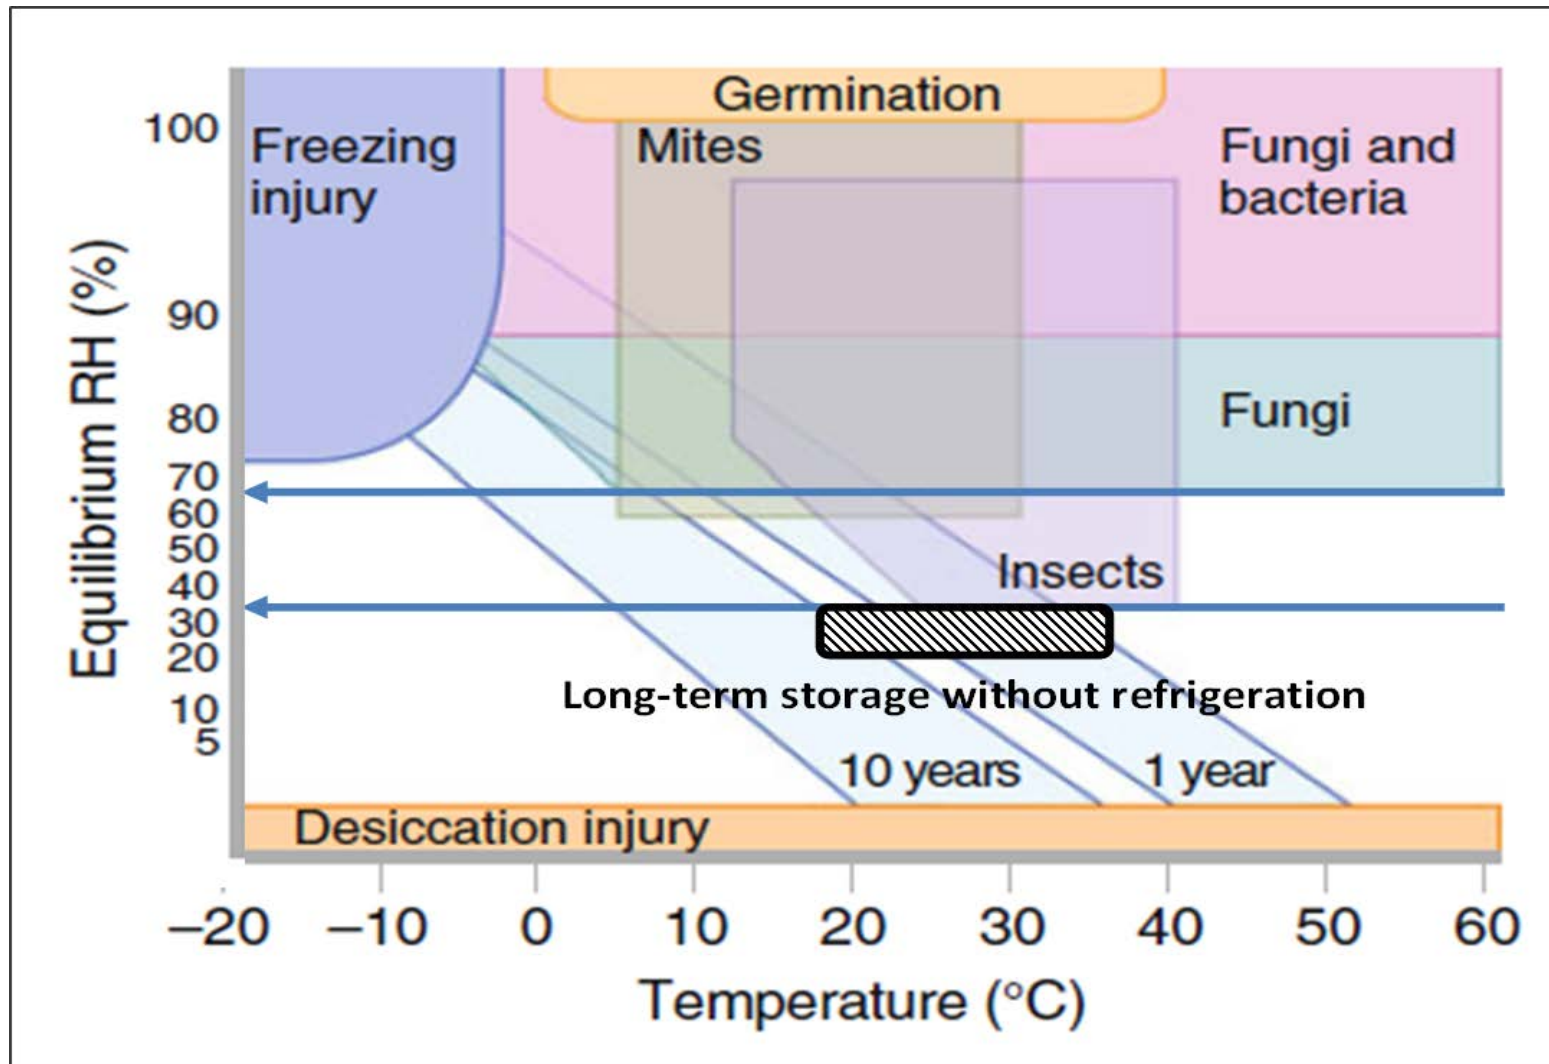 Germination
Freezing
injury
Mites
Fungi and
bacteria
Fungi
Insects
Long-term storage without refrigeration
10 years
1 year
Desiccation injury
Equilibrium RH (%)
100
90
80
70
60
50
40
30
20
10
5
–20 –10 0 10 20 30 40 50 60
Temperature (°C)